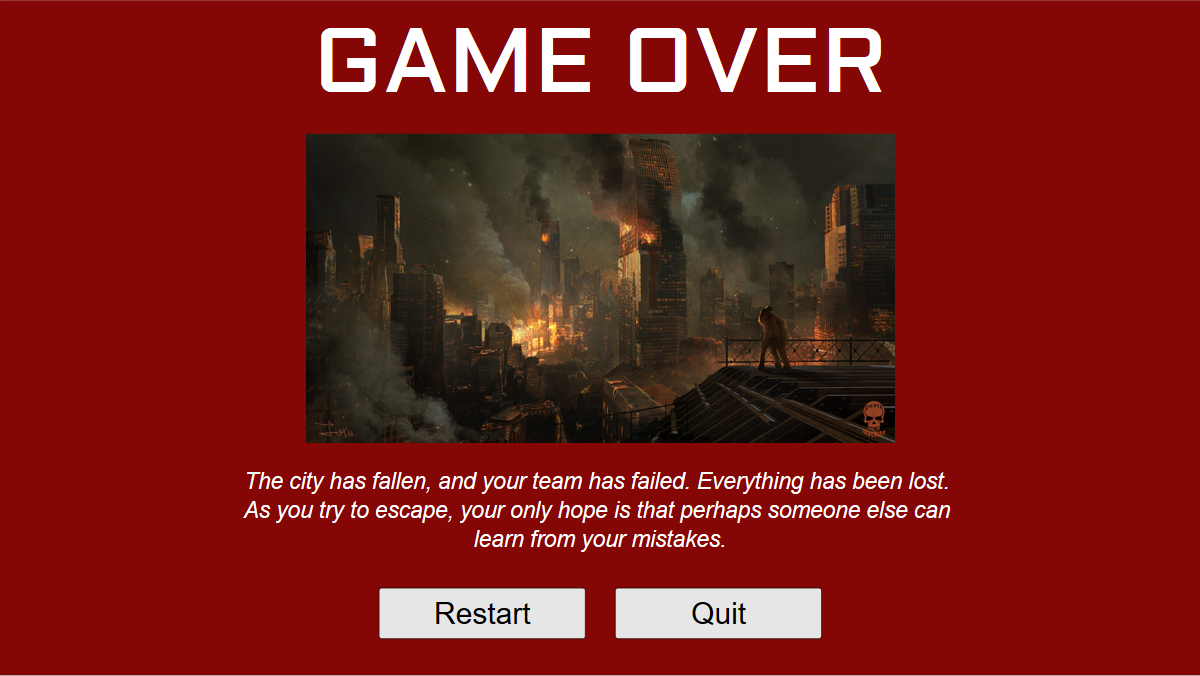 GAME OVER
The city has fallen, and your team has failed. Everything has been lost.
As you try to escape, your only hope is that perhaps someone else can
learn from your mistakes.
Restart
Quit